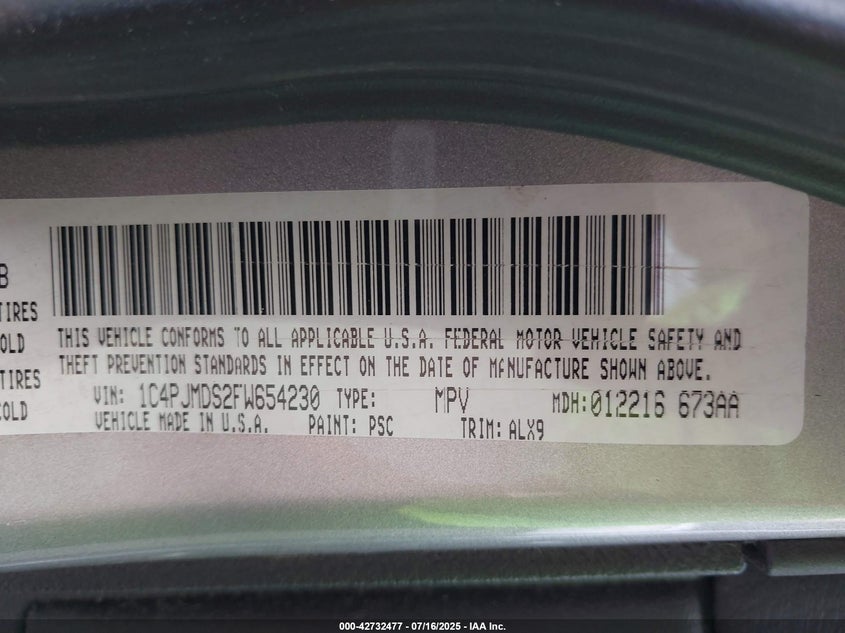 B
TIRES
OLD
TIRES
COLD
THIS VEHICLE CONFORMS TO ALL APPLICABLE U.S.A. FEDERAL MOTOR VEHICLE SAFETY AND
THEFT PREVENTION STANDARDS IN EFFECT ON THE DATE OF MANUFACTURE SHOWN ABOVE.
VIN: 1C4PJMDS2FW654230 TYPE: MPV MDH:012216 673AA
VEHICLE MADE IN U.S.A. PAINT: PSC TRIM: ALX9
000-42732477 - 07/16/2025 - IAA Inc.